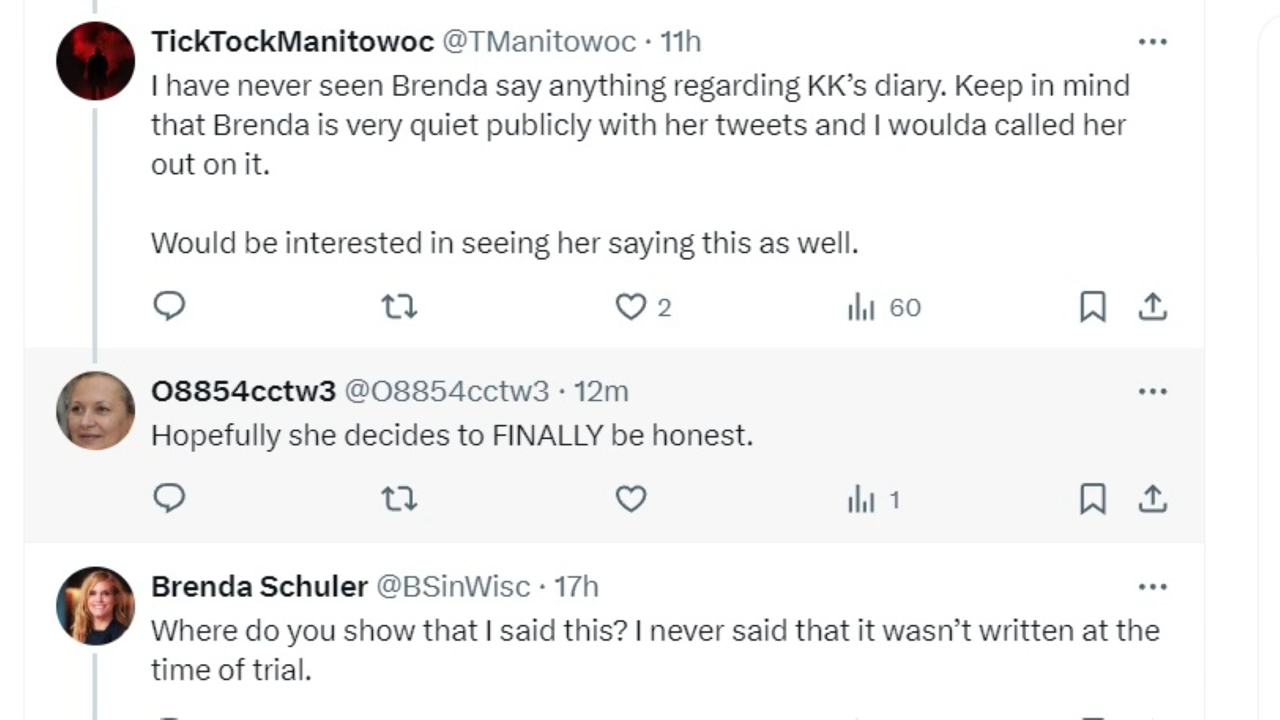 TickTockManitowoc @TManitowoc · 11h
I have never seen Brenda say anything regarding KK’s diary. Keep in mind
that Brenda is very quiet publicly with her tweets and I woulda called her
out on it.
Would be interested in seeing her saying this as well.
2 60
O8854cctw3 @O8854cctw3 · 12m
Hopefully she decides to FINALLY be honest.
1
Brenda Schuler @BSinWisc · 17h
Where do you show that I said this? I never said that it wasn’t written at the
time of trial.